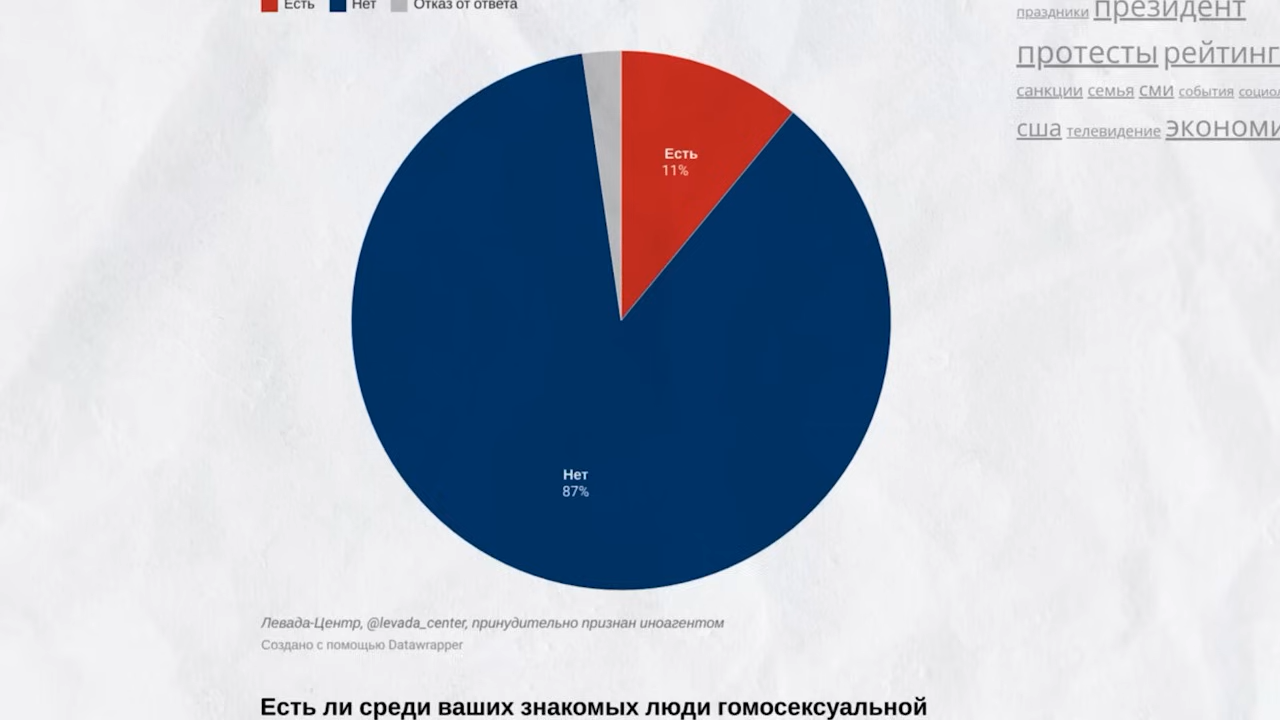 Есть Нет Отказ от ответа
праздники президент
протесты рейтинг
санкции семья сми события
сша телевидение
Есть
11%
Нет
87%
Левада-Центр, @levada_center, принудительно признан иноагентом
Создано с помощью Datawrapper
Есть ли среди ваших знакомых люди гомосексуальной